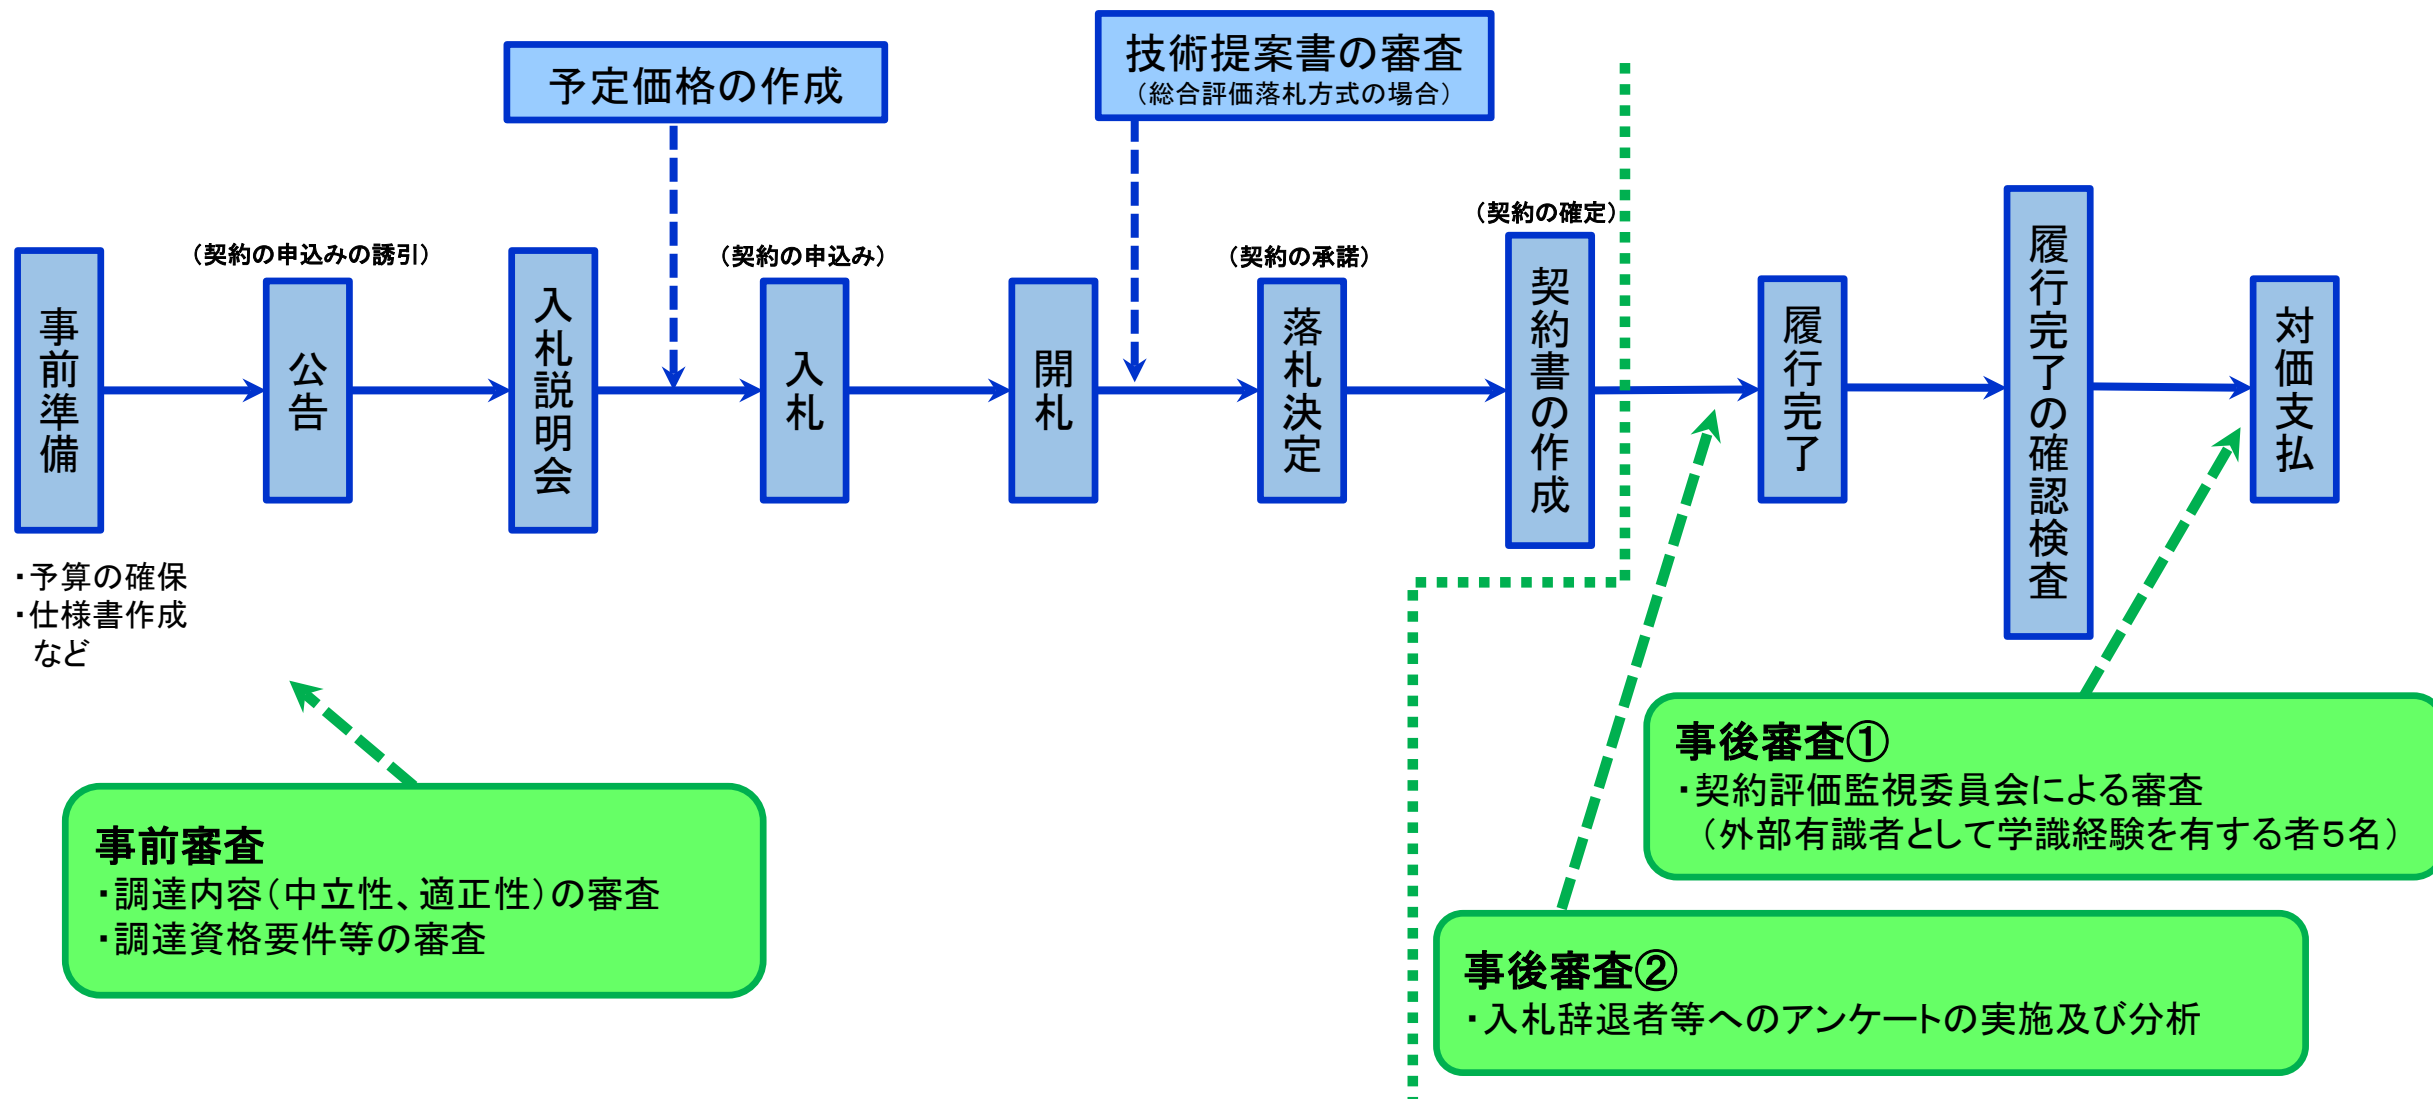 予定価格の作成
技術提案書の審査
（総合評価落札方式の場合）
事前準備
（契約の申込みの誘引）
公告
入札説明会
（契約の申込み）
入札
開札
（契約の承諾）
落札決定
（契約の確定）
契約書の作成
履行完了
履行完了の確認検査
対価支払
・予算の確保
・仕様書作成
など
事前審査
・調達内容（中立性、適正性）の審査
・調達資格要件等の審査
事後審査①
・契約評価監視委員会による審査
（外部有識者として学識経験を有する者５名）
事後審査②
・入札辞退者等へのアンケートの実施及び分析